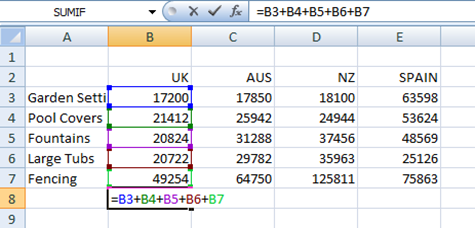 SUMIF =B3+B4+B5+B6+B7
A B C D E
1
2 UK AUS NZ SPAIN
3 Garden Setti 17200 17850 18100 63598
4 Pool Covers 21412 25942 24944 53624
5 Fountains 20824 31288 37456 48569
6 Large Tubs 20722 29782 35963 25126
7 Fencing 49254 64750 125811 75863
8 =B3+B4+B5+B6+B7
9